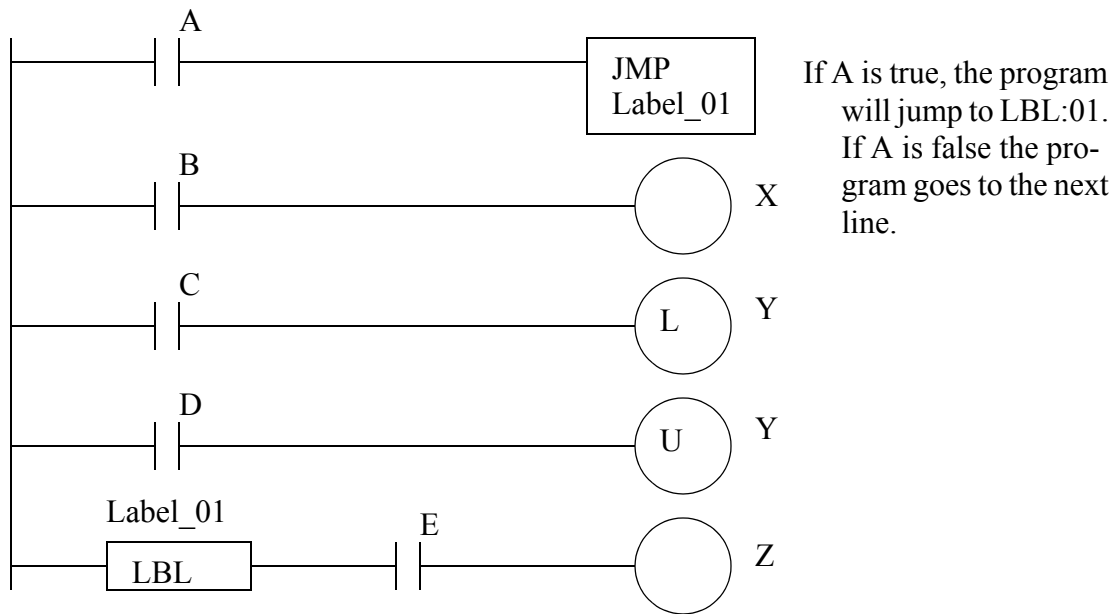 A
JMP
Label_01
If A is true, the program
will jump to LBL:01.
If A is false the pro-
gram goes to the next
line.
B
X
C
L
Y
D
U
Y
Label_01
LBL
E
Z